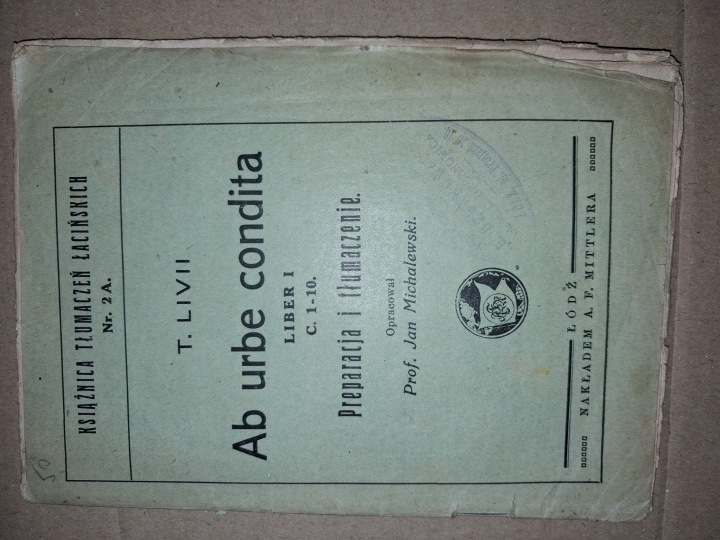 KSIĄŻNICA TŁUMACZEŃ ŁACIŃSKICH
Nr. 2 A.
T. LIVII
Ab urbe condita
LIBER I
C. 1-10.
Preparacja i tłumaczenie.
Opracował
Prof. Jan Michalewski.
ŁÓDŹ
NAKŁADEM A. F. MITTLERA
50